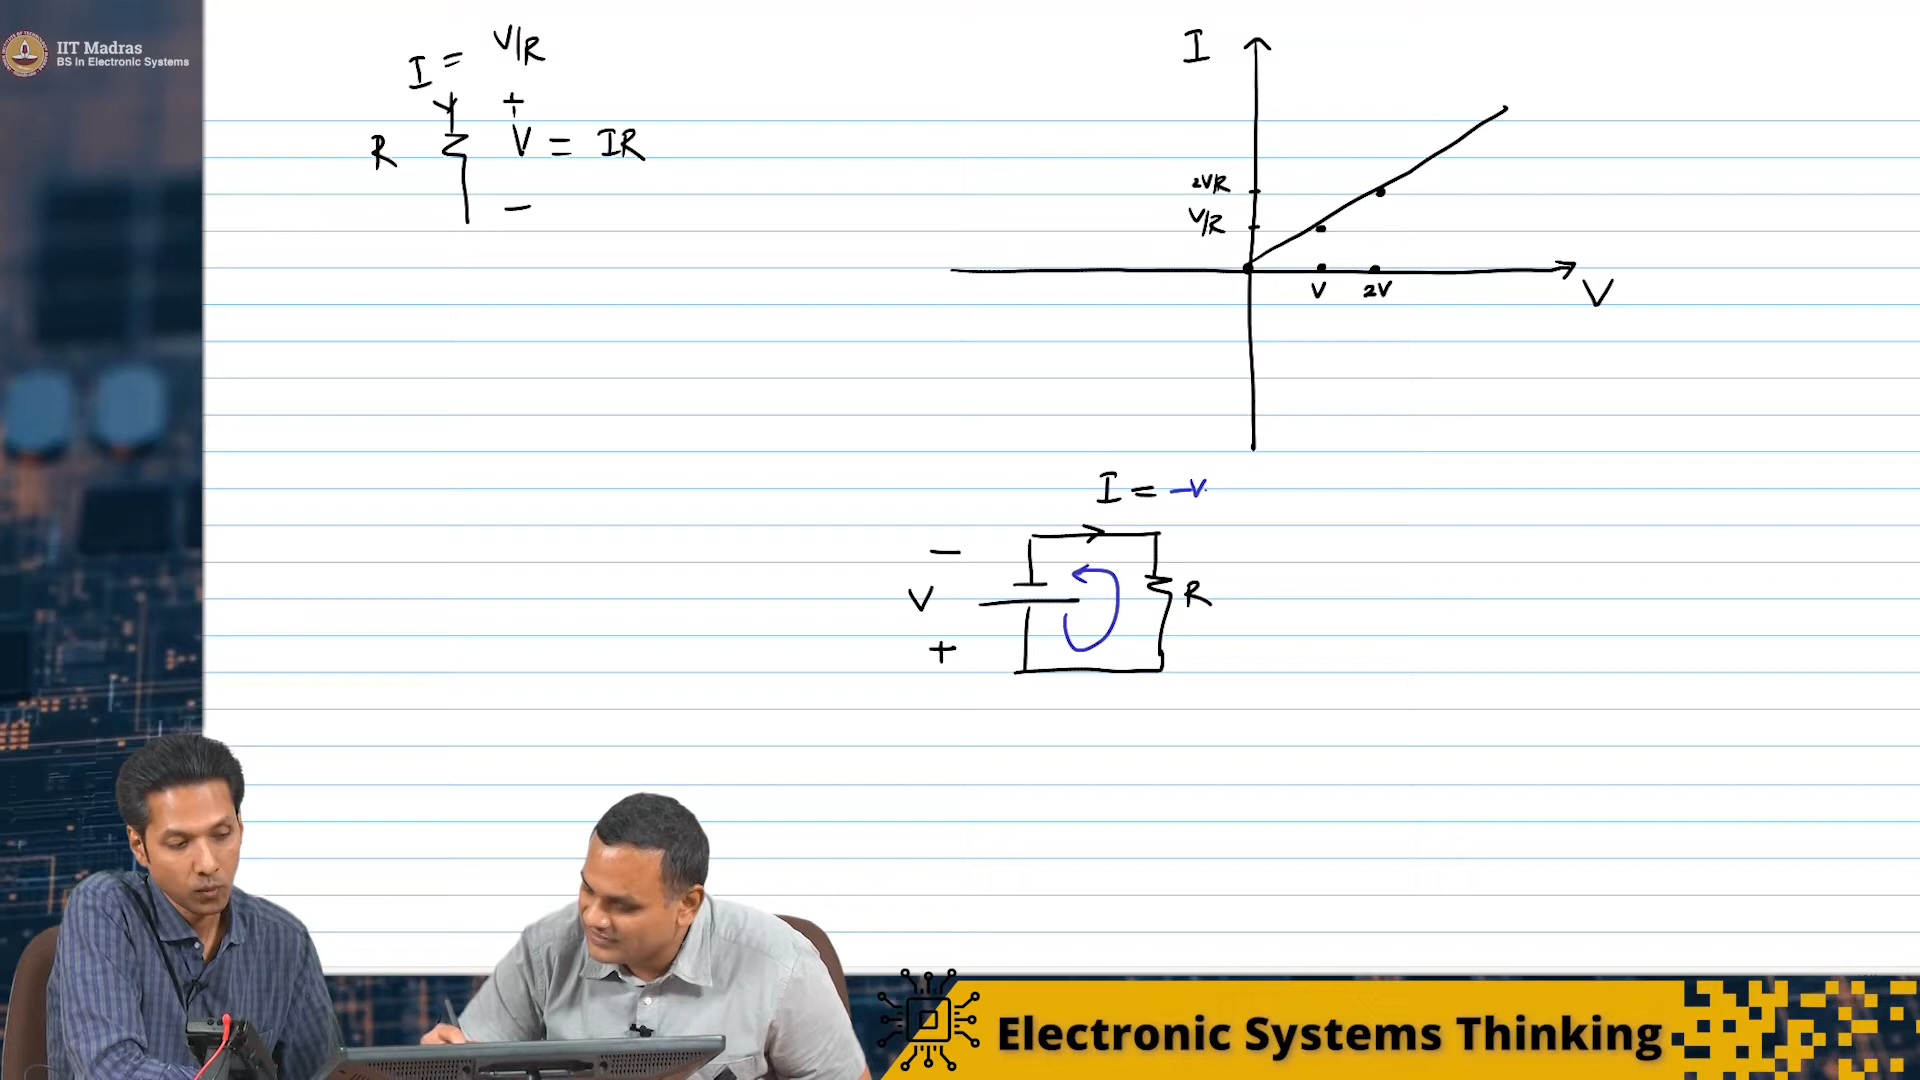 IIT Madras
BS in Electronic Systems
I = V/R
R
+
V = IR
−
I
2V/R
V/R
V
2V
V
I = −V
−
V
+
R
Electronic Systems Thinking